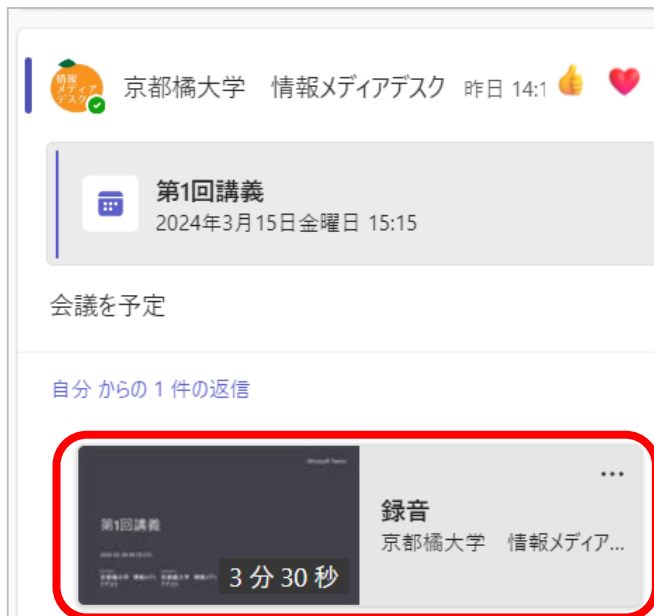 情報
メディア
デスク
京都橘大学　情報メディアデスク 昨日 14:1
第1回講義
2024年3月15日金曜日 15:15
会議を予定
自分 からの 1 件の返信
Microsoft Teams
第1回講義
3 分 30 秒
録音
京都橘大学　情報メディア...